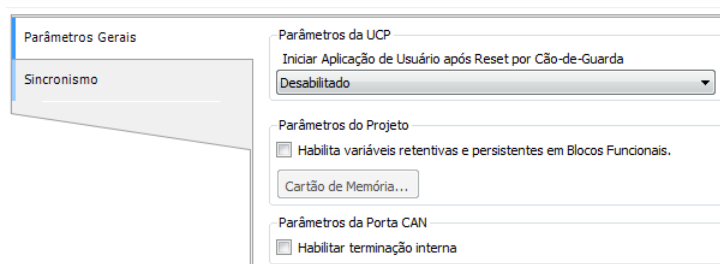 Parâmetros Gerais
Sincronismo
Parâmetros da UCP
Iniciar Aplicação de Usuário após Reset por Cão-de-Guarda
Desabilitado
Parâmetros do Projeto
Habilita variáveis retentivas e persistentes em Blocos Funcionais.
Cartão de Memória...
Parâmetros da Porta CAN
Habilitar terminação interna